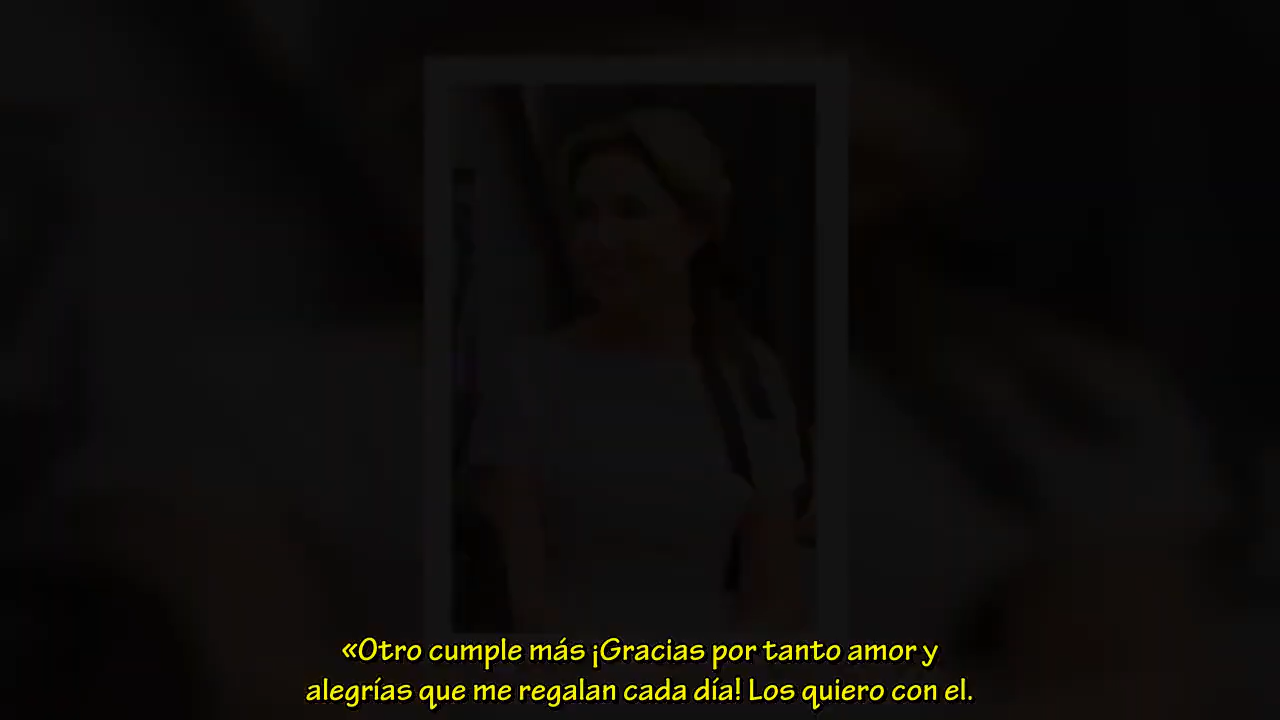 «Otro cumple más ¡Gracias por tanto amor y
alegrías que me regalan cada día! Los quiero con el.